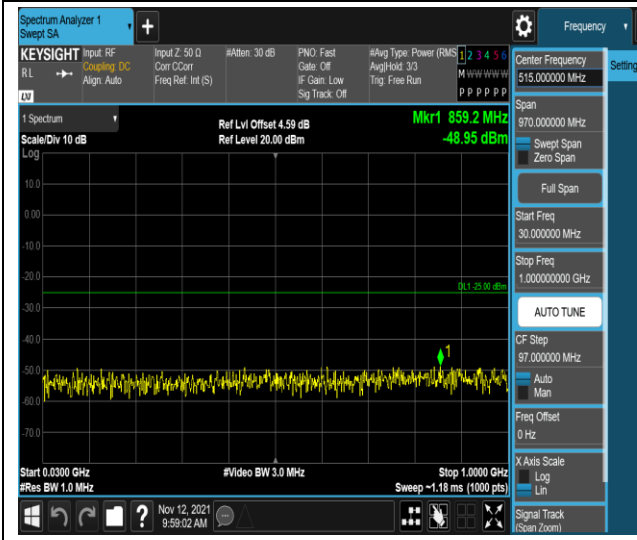 Spectrum Analyzer 1
Swept SA
+
Frequency
KEYSIGHT
RL
LXI
Input: RF
Coupling: DC
Align: Auto
Input Z: 50 Ω
Corr CCorr
Freq Ref: Int (S)
#Atten: 30 dB
PNO: Fast
Gate: Off
IF Gain: Low
Sig Track: Off
#Avg Type: Power (RMS
Avg|Hold: 3/3
Trig: Free Run
1 2 3 4 5 6
M W W W W W
P P P P P P
Center Frequency
515.000000 MHz
Settings
Span
970.000000 MHz
Swept Span
Zero Span
Full Span
Start Freq
30.000000 MHz
Stop Freq
1.000000000 GHz
AUTO TUNE
CF Step
97.000000 MHz
Auto
Man
Freq Offset
0 Hz
X Axis Scale
Log
Lin
Signal Track
(Span Zoom)
1 Spectrum
Scale/Div 10 dB
Log
Ref Lvl Offset 4.59 dB
Ref Level 20.00 dBm
Mkr1 859.2 MHz
-48.95 dBm
10.0
0.00
-10.0
-20.0
DL1 -25.00 dBm
-30.0
-40.0
1
-50.0
-60.0
-70.0
Start 0.0300 GHz
#Res BW 1.0 MHz
#Video BW 3.0 MHz
Stop 1.0000 GHz
Sweep ~1.18 ms (1000 pts)
?
Nov 12, 2021
9:59:02 AM